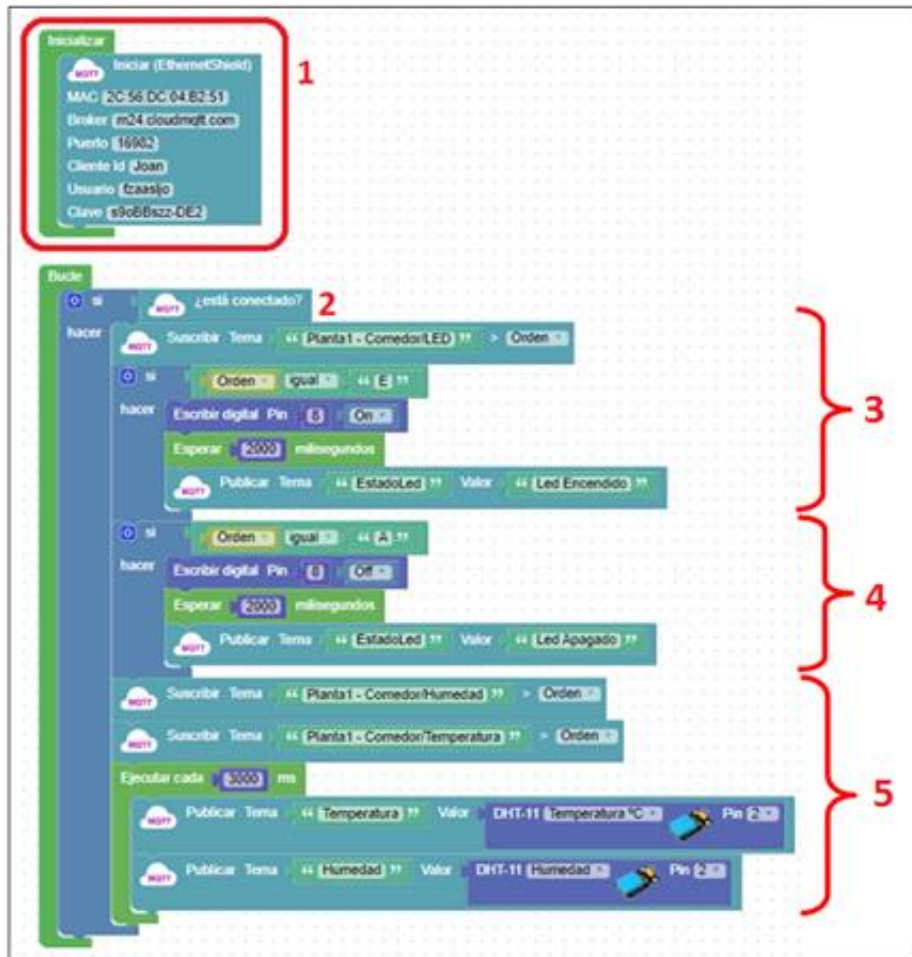 Inicializar
MQTT Iniciar (EthernetShield)
1
MAC 2C:56:DC:04:B2:51
Broker m24.cloudmqtt.com
Puerto 16982
Cliente Id Joan
Usuario fzaasljo
Clave s9oBBszz-DE2
Bucle
si MQTT ¿está conectado? 2
hacer MQTT Suscribir Tema “ Planta1 - Comedor/LED ” > Orden
si Orden igual “ E ”
hacer Escribir digital Pin 8 On
3
Esperar 2000 milisegundos
MQTT Publicar Tema “ EstadoLed ” Valor “ Led Encendido ”
si Orden igual “ A ”
hacer Escribir digital Pin 8 Off
4
Esperar 2000 milisegundos
MQTT Publicar Tema “ EstadoLed ” Valor “ Led Apagado ”
MQTT Suscribir Tema “ Planta1 - Comedor/Humedad ” > Orden
MQTT Suscribir Tema “ Planta1 - Comedor/Temperatura ” > Orden
Ejecutar cada 3000 ms
5
MQTT Publicar Tema “ Temperatura ” Valor DHT-11 Temperatura ºC Pin 2
MQTT Publicar Tema “ Humedad ” Valor DHT-11 Humedad Pin 2